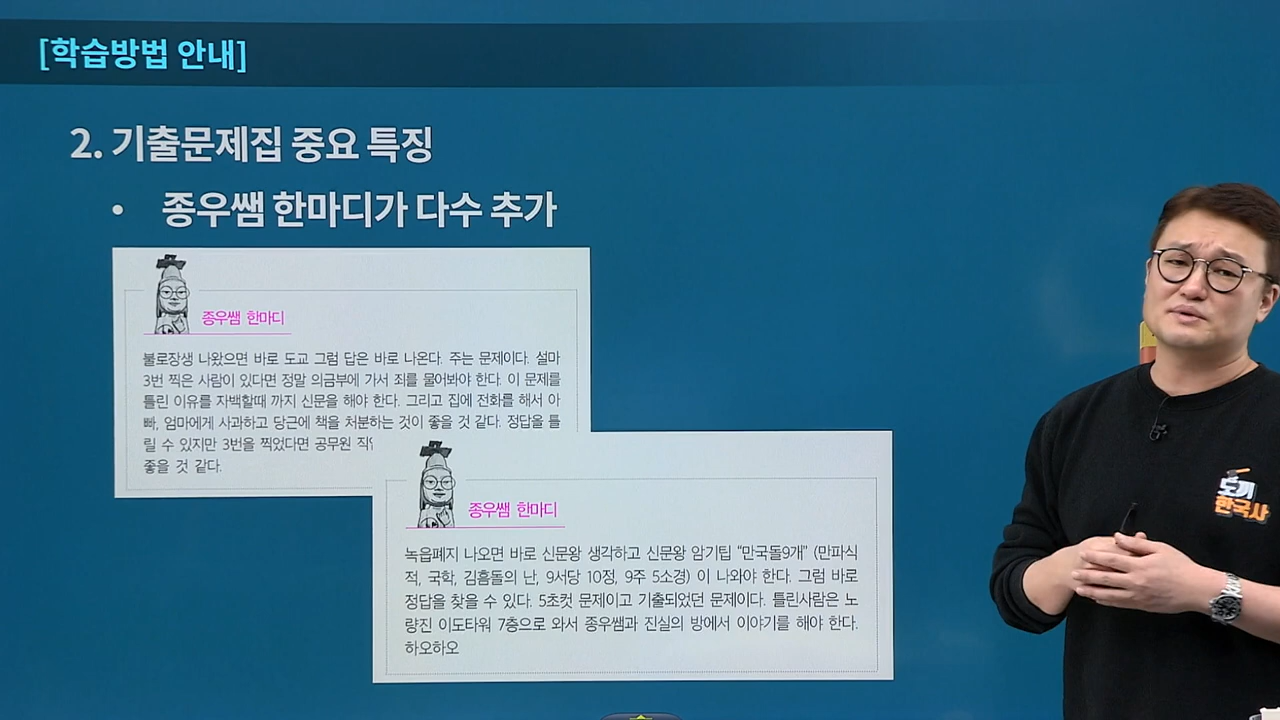 [학습방법 안내]
2. 기출문제집 중요 특징
• 종우쌤 한마디가 다수 추가
종우쌤 한마디
불로장생 나왔으면 바로 도교 그럼 답은 바로 나온다. 주는 문제이다. 설마
3번 찍은 사람이 있다면 정말 의금부에 가서 죄를 물어봐야 한다. 이 문제를
틀린 이유를 자백할때 까지 신문을 해야 한다. 그리고 집에 전화를 해서 아
빠, 엄마에게 사과하고 당근에 책을 처분하는 것이 좋을 것 같다. 정답을 틀
릴 수 있지만 3번을 찍었다면 공무원
좋을 것 같다.
종우쌤 한마디
녹읍폐지 나오면 바로 신문왕 생각하고 신문왕 암기팁 “만국돌9개” (만파식
적, 국학, 김흠돌의 난, 9서당 10정, 9주 5소경) 이 나와야 한다. 그럼 바로
정답을 찾을 수 있다. 5초컷 문제이고 기출되었던 문제이다. 틀린사람은 노
량진 이도타워 7층으로 와서 종우쌤과 진실의 방에서 이야기를 해야 한다.
하오하오
도끼
한국사